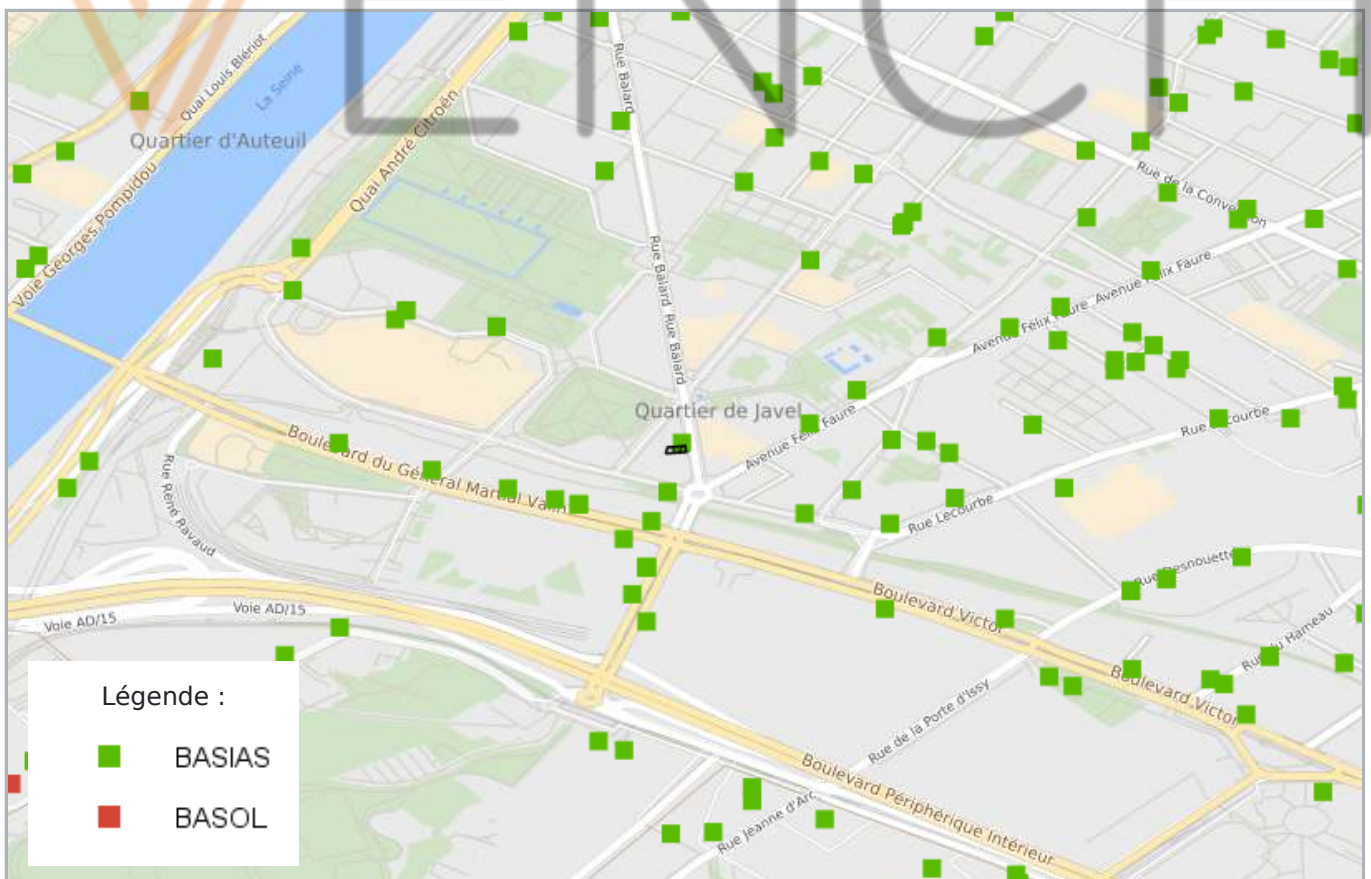 VENCI
Rue Balard
Quai Louis Blériot
La Seine
Quai André Citroën
Quartier d'Auteuil
Voie Georges Pompidou
Rue de la Convention
Rue Balard
Rue Balard
Avenue Félix Faure
Avenue Félix Faure
Quartier de Javel
Avenue Félix Faure
Rue Lecourbe
Boulevard du Général Martial Valin
Rue René Ravaud
Rue Lecourbe
Rue Desnouettes
Voie AD/15
Voie AD/15
Boulevard Victor
Rue du Hameau
Boulevard Victor
Rue de la Porte d'Issy
Boulevard Périphérique Intérieur
Rue Jeanne d'Arc
Légende :
BASIAS
BASOL